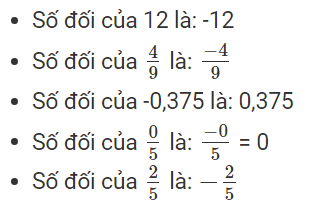 • Số đối của 12 là: -12
• Số đối của 4/9 là: -4/9
• Số đối của -0,375 là: 0,375
• Số đối của 0/5 là: -0/5 = 0
• Số đối của 2/5 là: -2/5